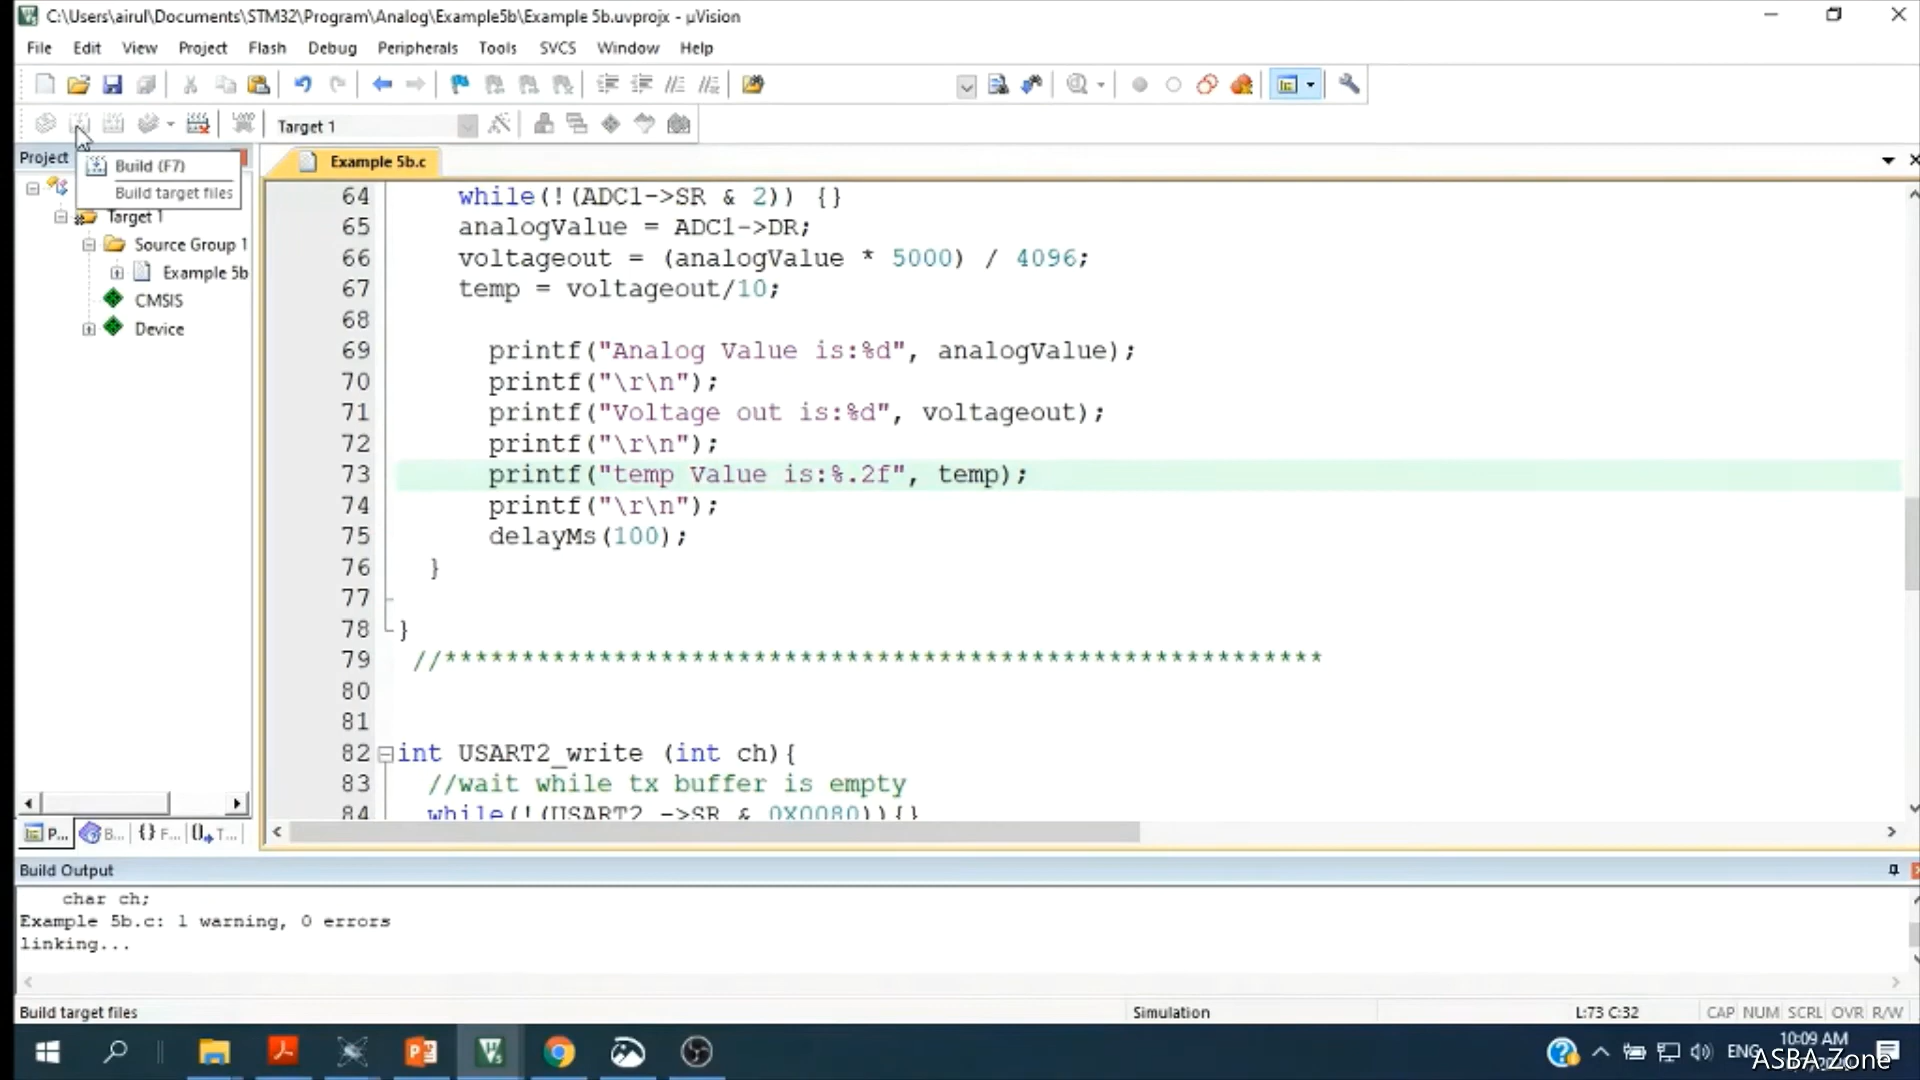 C:\Users\airul\Documents\STM32\Program\Analog\Example5b\Example 5b.uvprojx - µVision
File Edit View Project Flash Debug Peripherals Tools SVCS Window Help
Target 1
Project
Build (F7)
Build target files
Target 1
Source Group 1
Example 5b
CMSIS
Device
P... B... {} F... T...
Example 5b.c
64 while(!(ADC1->SR & 2)) {}
65 analogValue = ADC1->DR;
66 voltageout = (analogValue * 5000) / 4096;
67 temp = voltageout/10;
68
69 printf("Analog Value is:%d", analogValue);
70 printf("\r\n");
71 printf("Voltage out is:%d", voltageout);
72 printf("\r\n");
73 printf("temp Value is:%.2f", temp);
74 printf("\r\n");
75 delayMs(100);
76 }
77
78 }
79 //*********************************************************
80
81
82 int USART2_write (int ch){
83 //wait while tx buffer is empty
84 while(!(USART2 ->SR & 0X0080)){}
Build Output
char ch;
Example 5b.c: 1 warning, 0 errors
linking...
Build target files Simulation L:73 C:32 CAP NUM SCRL OVR R/W
ENG 10:09 AM
ASBA Zone